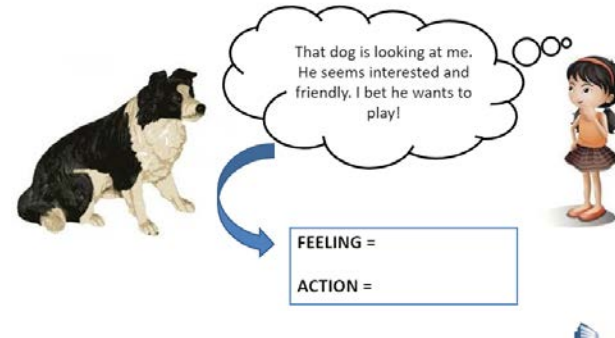 That dog is looking at me.
He seems interested and
friendly. I bet he wants to
play!
FEELING =
ACTION =